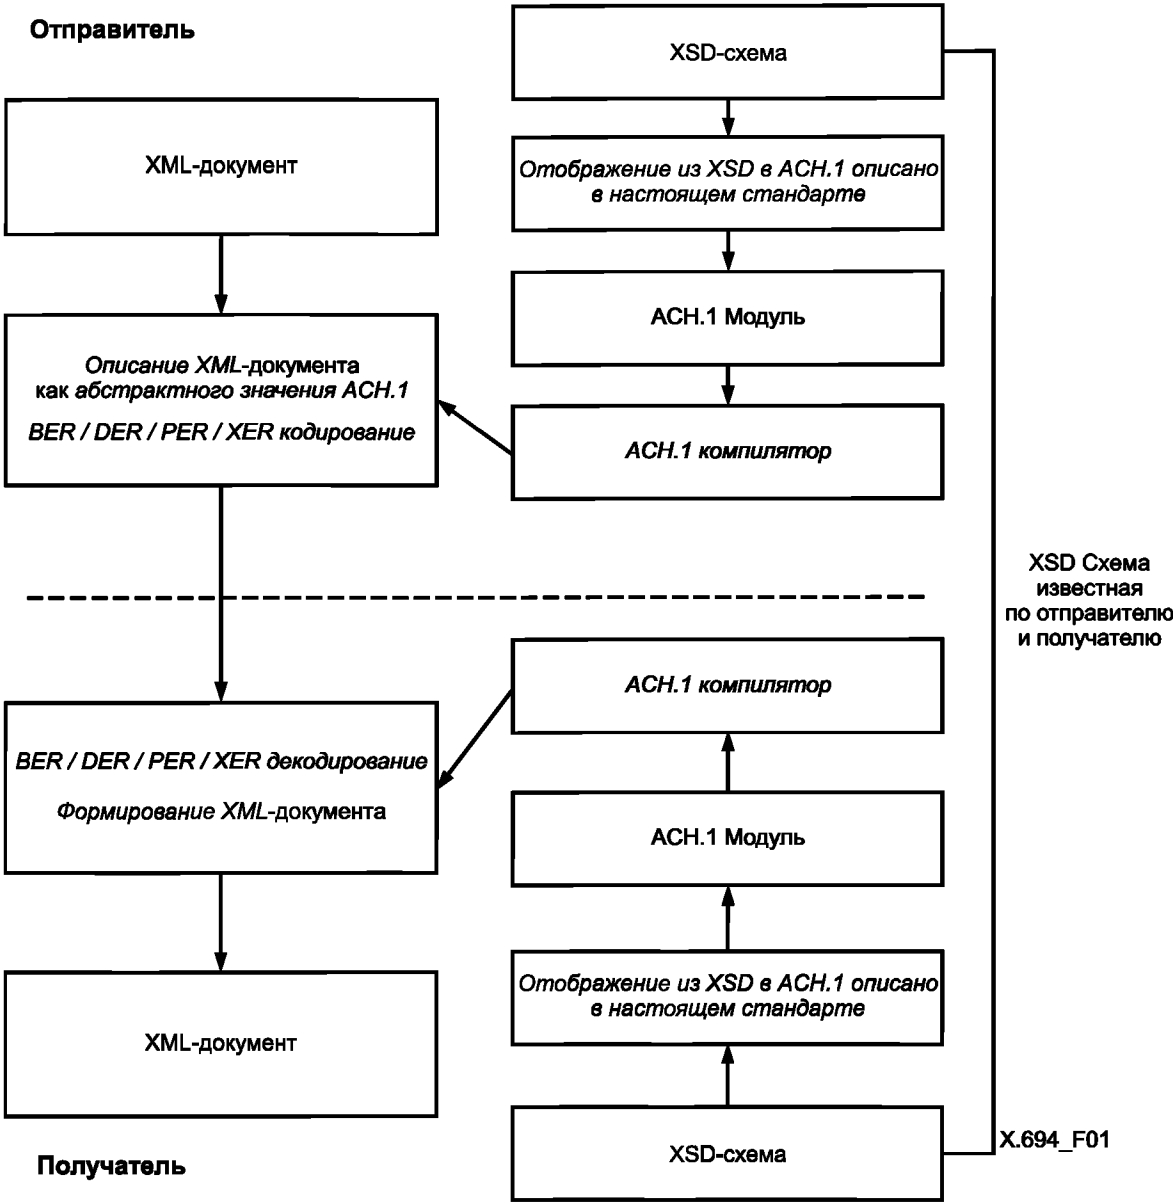 Отправитель
XSD-схема
XML-документ
Отображение из XSD в АСН.1 описано
в настоящем стандарте
АСН.1 Модуль
Описание XML-документа
как абстрактного значения АСН.1
BER / DER / PER / XER кодирование
АСН.1 компилятор
XSD Схема
известная
по отправителю
и получателю
АСН.1 компилятор
BER / DER / PER / XER декодирование
Формирование XML-документа
АСН.1 Модуль
Отображение из XSD в АСН.1 описано
в настоящем стандарте
XML-документ
XSD-схема
X.694_F01
Получатель